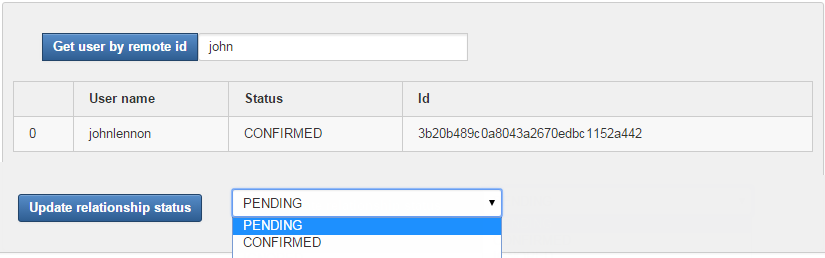 Get user by remote id john
User name Status Id
0 johnlennon CONFIRMED 3b20b489c0a8043a2670edbc1152a442
Update relationship status PENDING
PENDING
CONFIRMED